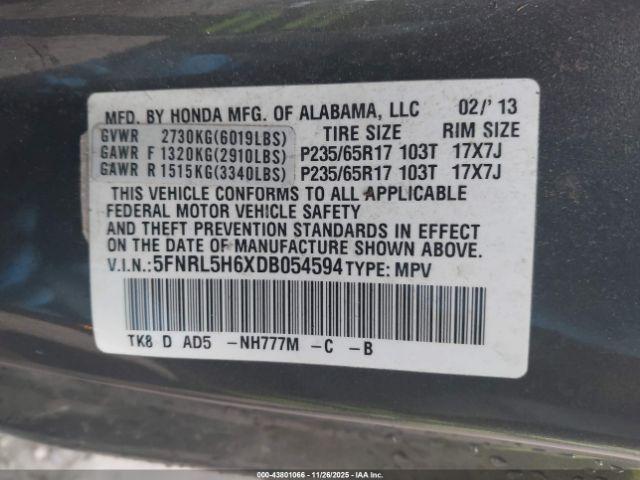 MFD. BY HONDA MFG. OF ALABAMA, LLC 02/'13
GVWR 2730KG(6019LBS) TIRE SIZE RIM SIZE
GAWR F 1320KG(2910LBS) P235/65R17 103T 17X7J
GAWR R 1515KG(3340LBS) P235/65R17 103T 17X7J
THIS VEHICLE CONFORMS TO ALL APPLICABLE
FEDERAL MOTOR VEHICLE SAFETY
AND THEFT PREVENTION STANDARDS IN EFFECT
ON THE DATE OF MANUFACTURE SHOWN ABOVE.
V.I.N.:5FNRL5H6XDB054594 TYPE: MPV
TK8 D AD5 -NH777M -C -B
000-43801066 - 11/26/2025 - IAAI.COM